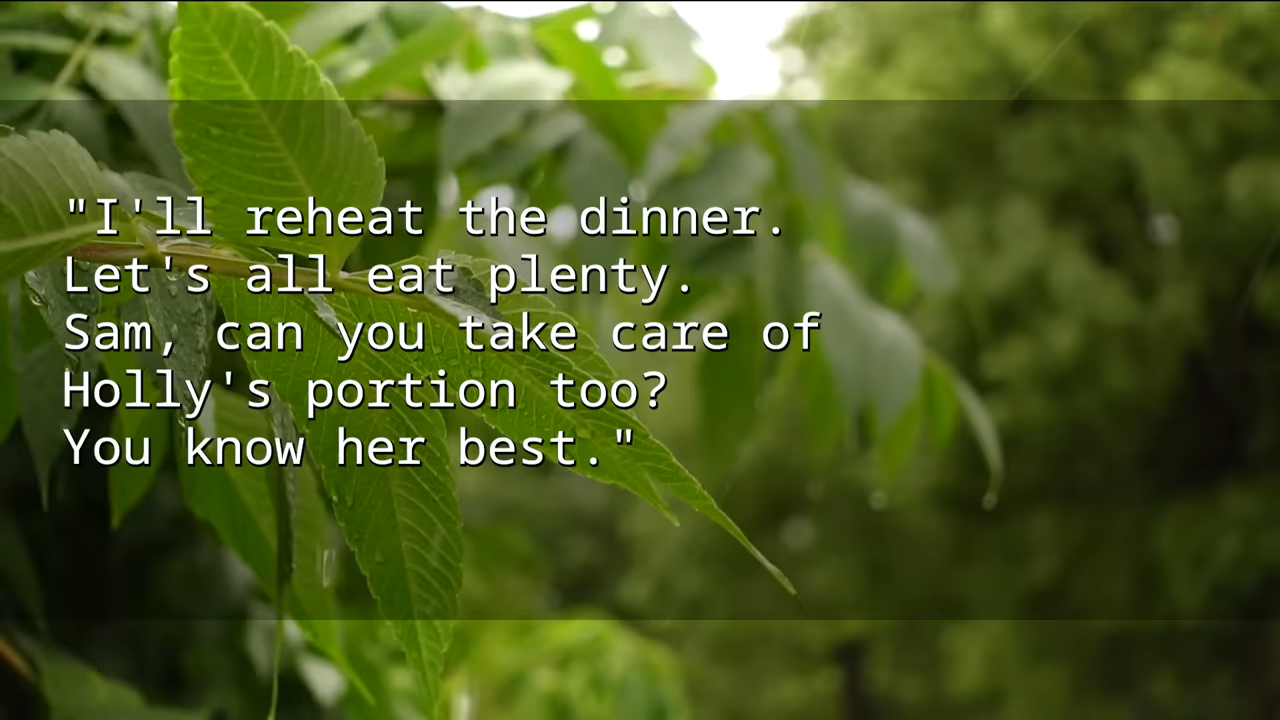 "I'll reheat the dinner.
Let's all eat plenty.
Sam, can you take care of
Holly's portion too?
You know her best."